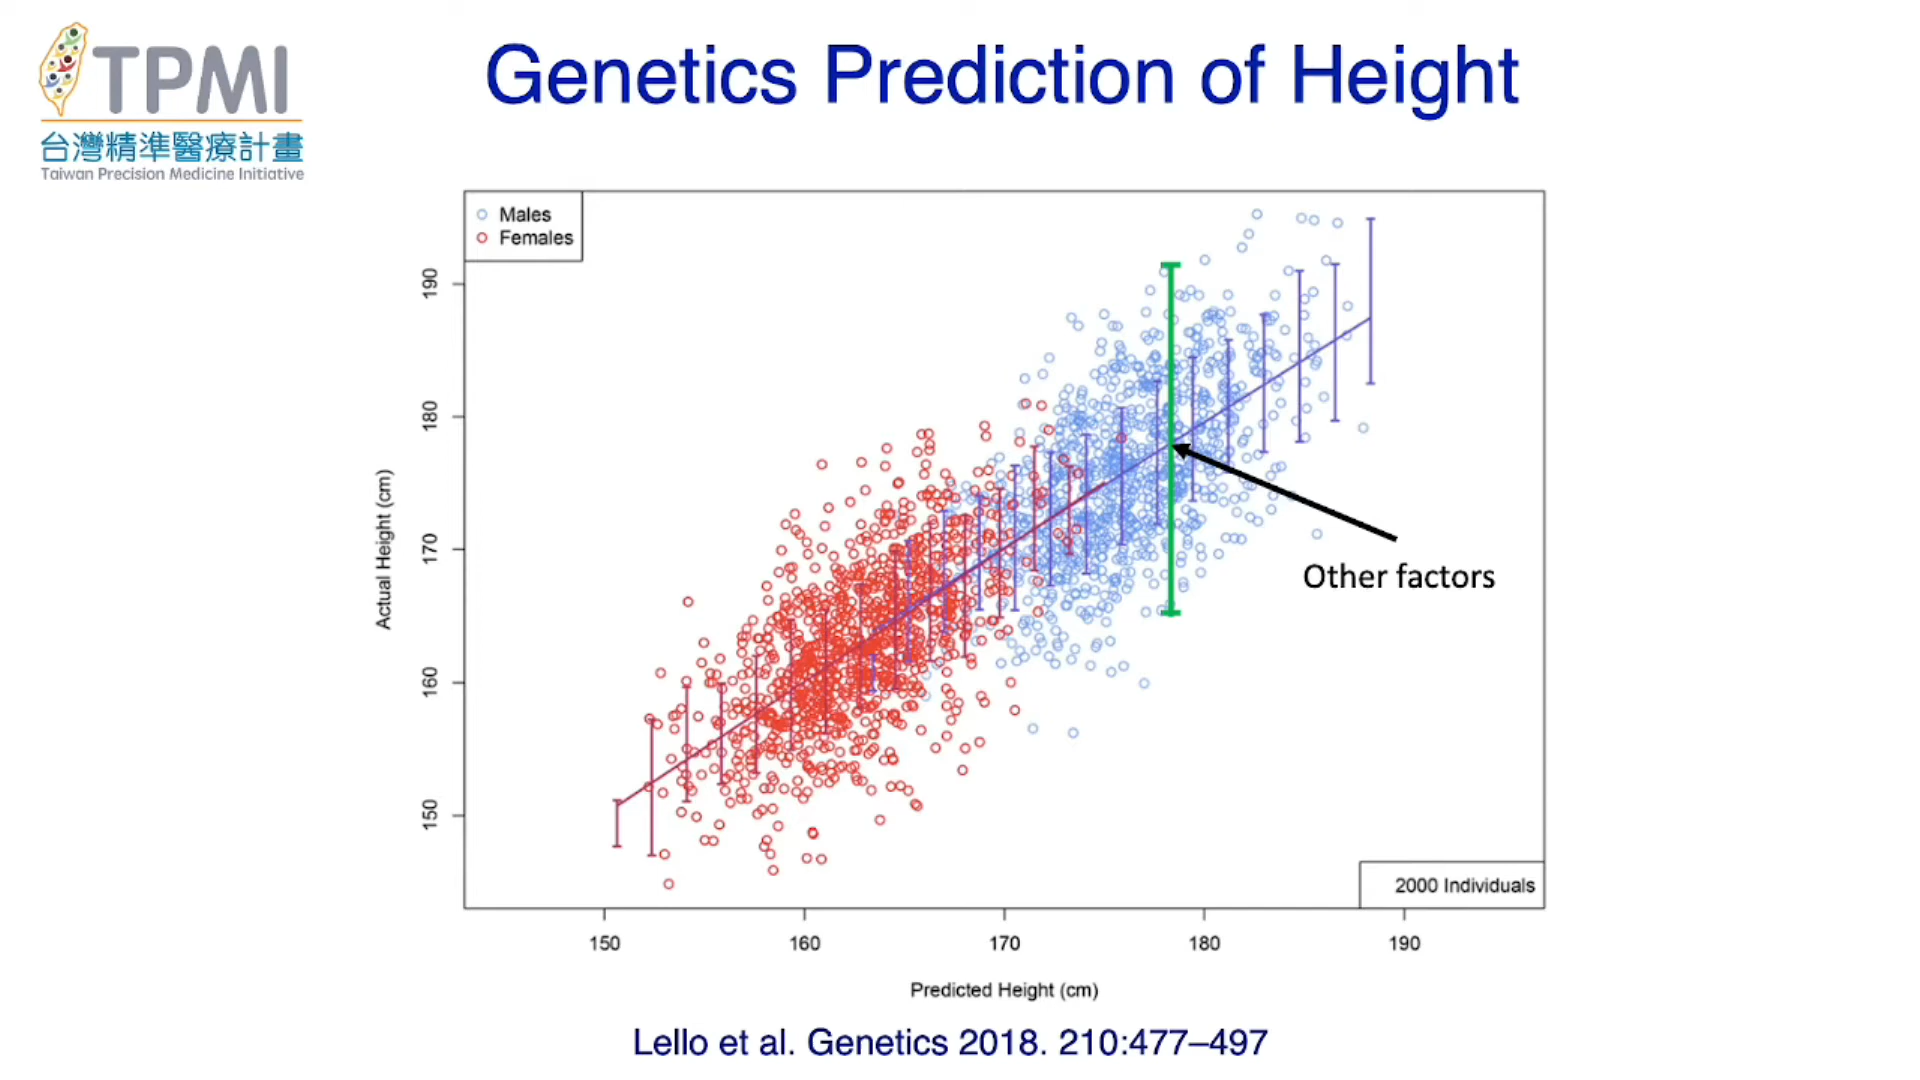 TPMI
台灣精準醫療計畫
Taiwan Precision Medicine Initiative
Genetics Prediction of Height
Males
Females
190
180
170
160
150
Actual Height (cm)
Other factors
2000 Individuals
150 160 170 180 190
Predicted Height (cm)
Lello et al. Genetics 2018. 210:477–497